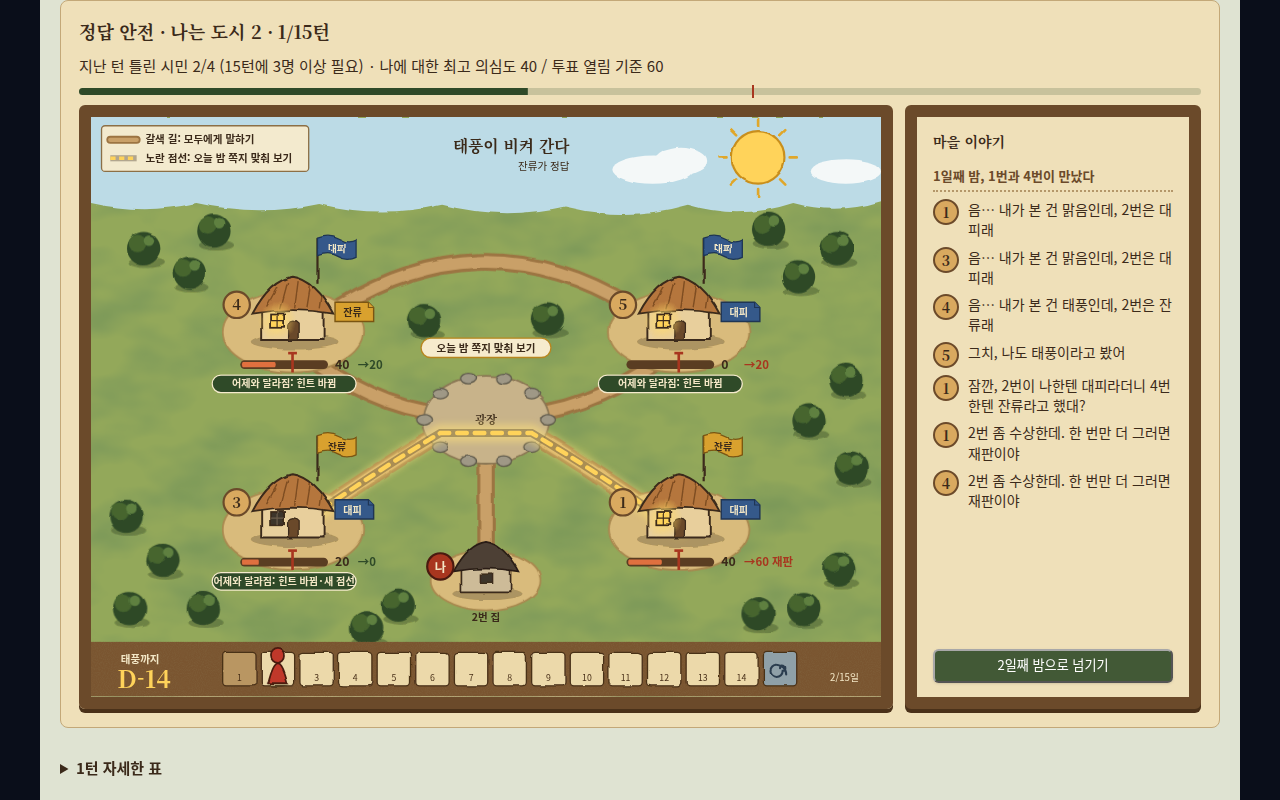 정답 안전 · 나는 도시 2 · 1/15턴
지난 턴 틀린 시민 2/4 (15턴에 3명 이상 필요) · 나에 대한 최고 의심도 40 / 투표 열림 기준 60
갈색 길: 모두에게 말하기
노란 점선: 오늘 밤 쪽지 맞춰 보기
태풍이 비켜 간다
잔류가 정답
대피
4
잔류
40 →20
어제와 달라짐: 힌트 바뀜
대피
5
대피
0 →20
어제와 달라짐: 힌트 바뀜
오늘 밤 쪽지 맞춰 보기
광장
잔류
3
대피
20 →0
어제와 달라짐: 힌트 바뀜·새 점선
잔류
1
대피
40 →60 재판
나
2번 집
태풍까지
D-14
1 3 4 5 6 7 8 9 10 11 12 13 14
2/15일
마을 이야기
1일째 밤, 1번과 4번이 만났다
1 음… 내가 본 건 맑음인데, 2번은 대
피래
3 음… 내가 본 건 맑음인데, 2번은 대
피래
4 음… 내가 본 건 태풍인데, 2번은 잔
류래
5 그치, 나도 태풍이라고 봤어
1 잠깐, 2번이 나한텐 대피라더니 4번
한텐 잔류라고 했대?
1 2번 좀 수상한데. 한 번만 더 그러면
재판이야
4 2번 좀 수상한데. 한 번만 더 그러면
재판이야
2일째 밤으로 넘기기
1턴 자세한 표